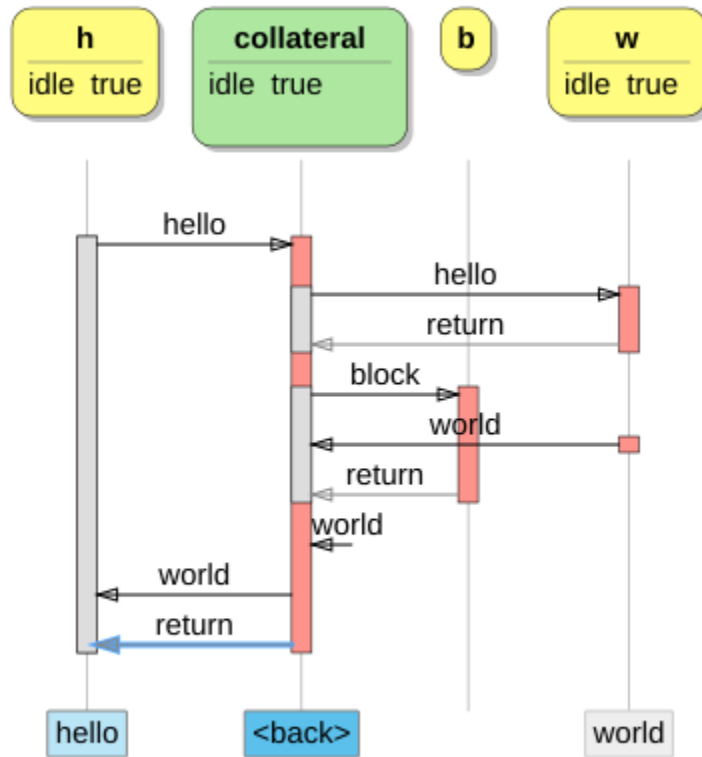 h
idle true
collateral
idle true
b
w
idle true
hello
hello
return
block
world
return
world
world
return
hello
<back>
world